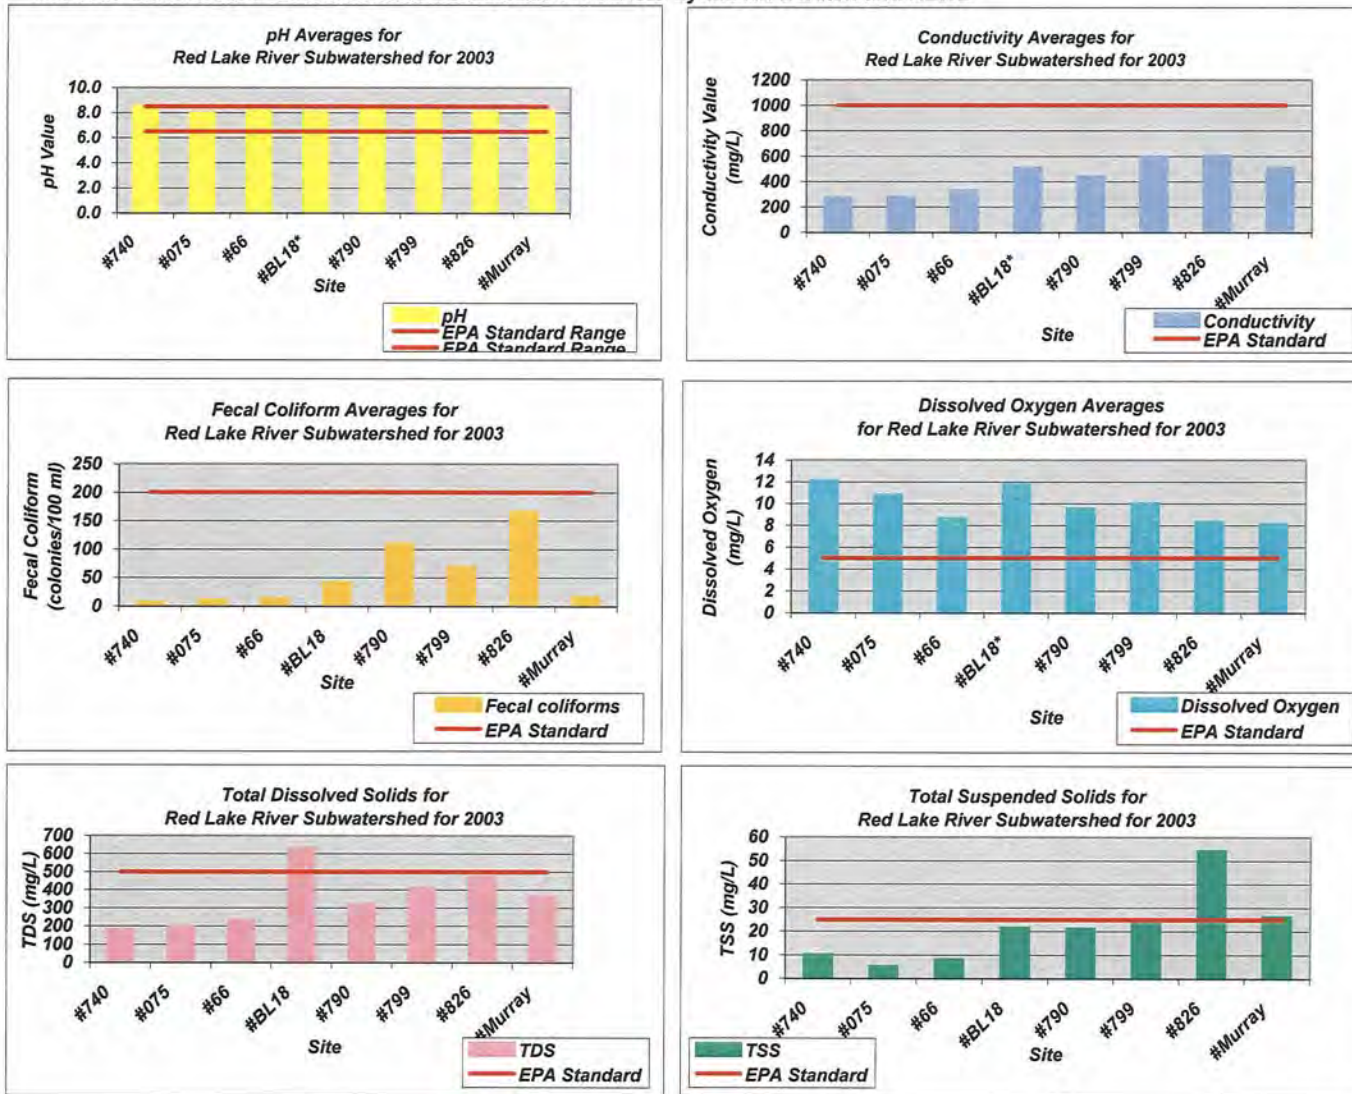 pH Averages for
Red Lake River Subwatershed for 2003
pH Value
10.0
8.0
6.0
4.0
2.0
0.0
#740
#075
#66
#BL18*
#790
#799
#826
#Murray
Site
pH
EPA Standard Range
EPA Standard Range
Conductivity Averages for
Red Lake River Subwatershed for 2003
Conductivity Value
(mg/L)
1200
1000
800
600
400
200
0
#740
#075
#66
#BL18*
#790
#799
#826
#Murray
Site
Conductivity
EPA Standard
Fecal Coliform Averages for
Red Lake River Subwatershed for 2003
Fecal Coliform
(colonies/100 ml)
250
200
150
100
50
0
#740
#075
#66
#BL18
#790
#799
#826
#Murray
Site
Fecal coliforms
EPA Standard
Dissolved Oxygen Averages
for Red Lake River Subwatershed for 2003
Dissolved Oxygen
(mg/L)
14
12
10
8
6
4
2
0
#740
#075
#66
#BL18*
#790
#799
#826
#Murray
Site
Dissolved Oxygen
EPA Standard
Total Dissolved Solids for
Red Lake River Subwatershed for 2003
TDS (mg/L)
700
600
500
400
300
200
100
0
#740
#075
#66
#BL18
#790
#799
#826
#Murray
Site
TDS
EPA Standard
Total Suspended Solids for
Red Lake River Subwatershed for 2003
TSS (mg/L)
60
50
40
30
20
10
0
#740
#075
#66
#BL18
#790
#799
#826
#Murray
Site
TSS
EPA Standard